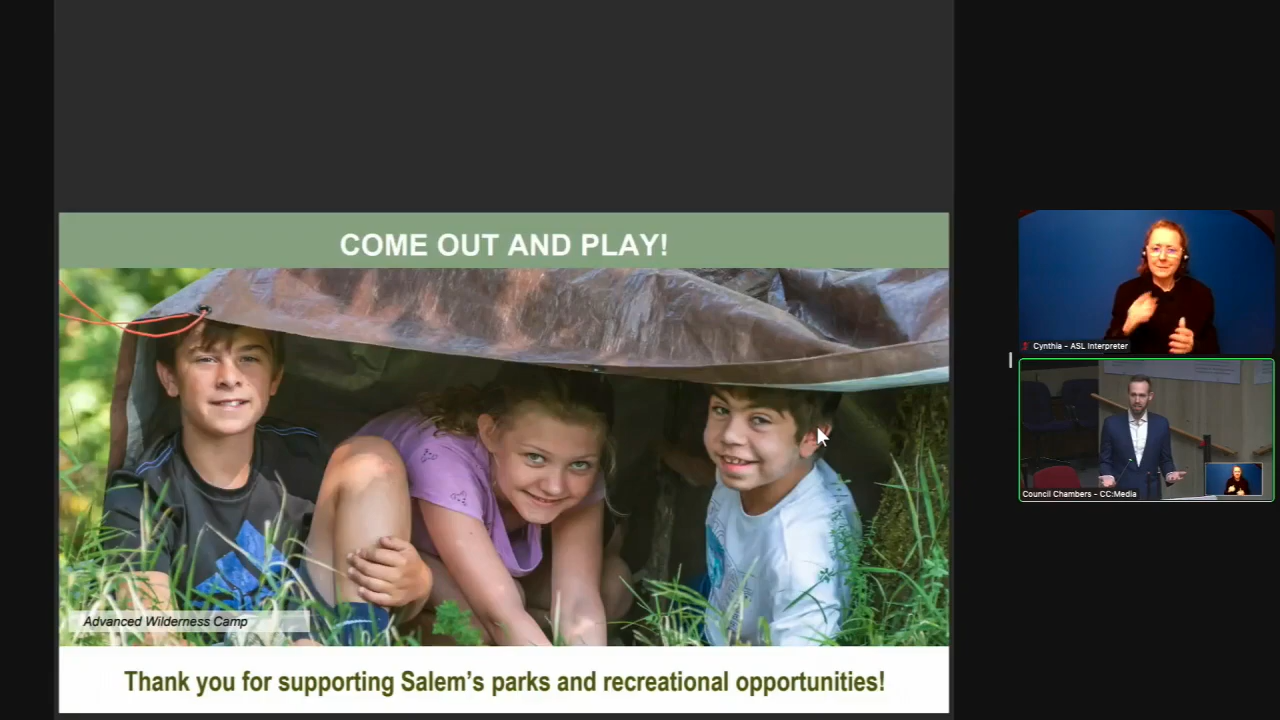 COME OUT AND PLAY!
Advanced Wilderness Camp
Thank you for supporting Salem's parks and recreational opportunities!
Cynthia - ASL Interpreter
Council Chambers - CC:Media